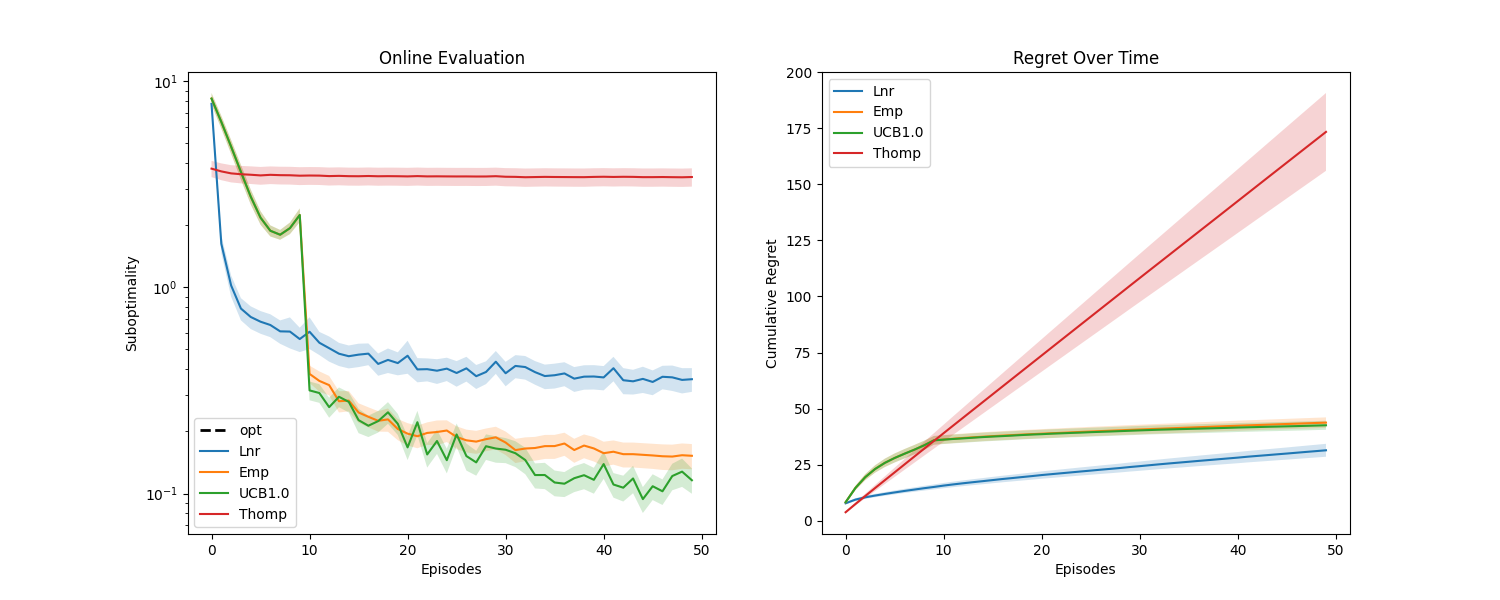 Online Evaluation
Suboptimality
10¹
10⁰
10⁻¹
opt
Lnr
Emp
UCB1.0
Thomp
0 10 20 30 40 50
Episodes
Regret Over Time
Cumulative Regret
200
175
150
125
100
75
50
25
0
Lnr
Emp
UCB1.0
Thomp
0 10 20 30 40 50
Episodes